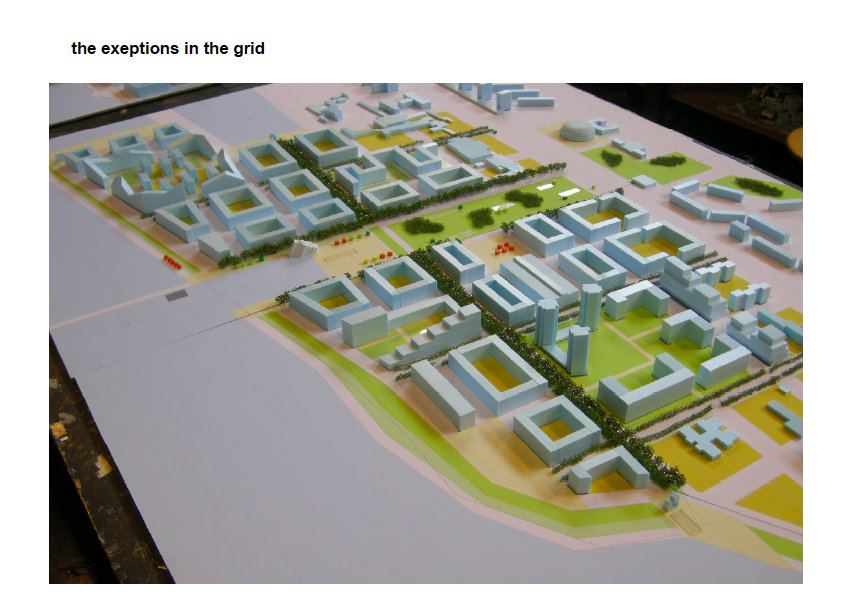 the exeptions in the grid